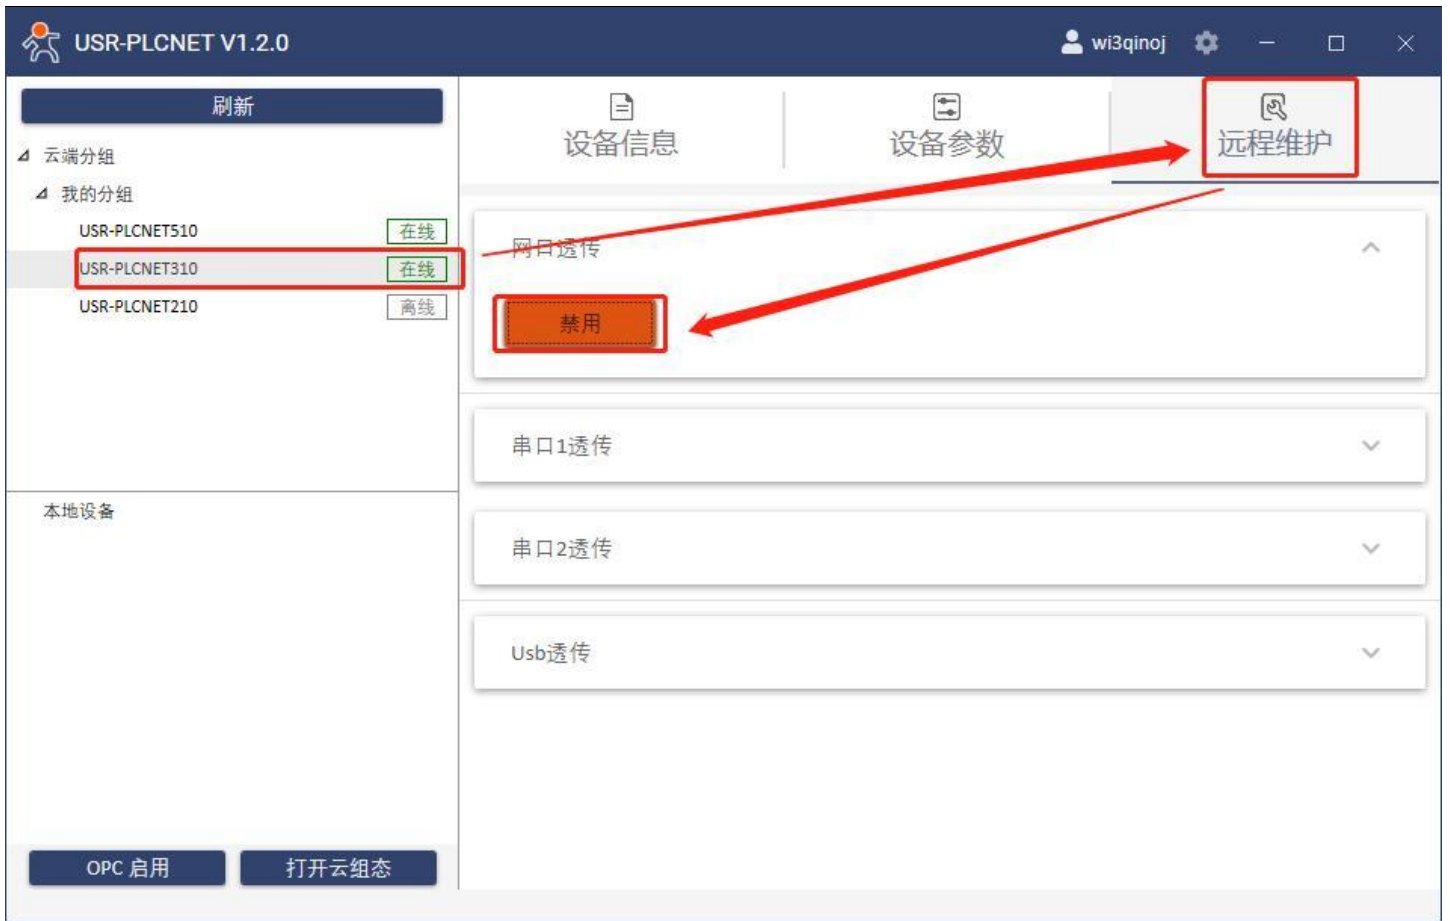 USR-PLCNET V1.2.0
wi3qinoj
刷新
云端分组
我的分组
USR-PLCNET510 在线
USR-PLCNET310 在线
USR-PLCNET210 离线
本地设备
OPC 启用
打开云组态
设备信息
设备参数
远程维护
网口透传
禁用
串口1透传
串口2透传
Usb透传